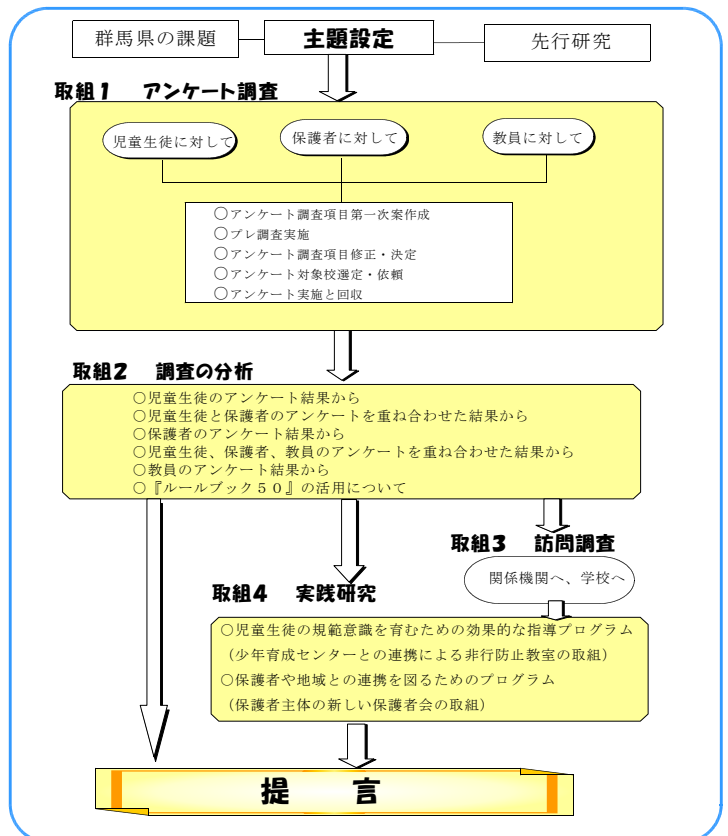 群馬県の課題
主題設定
先行研究
取組1 アンケート調査
児童生徒に対して
保護者に対して
教員に対して
○アンケート調査項目第一次案作成
○プレ調査実施
○アンケート調査項目修正・決定
○アンケート対象校選定・依頼
○アンケート実施と回収
取組2 調査の分析
○児童生徒のアンケート結果から
○児童生徒と保護者のアンケートを重ね合わせた結果から
○保護者のアンケート結果から
○児童生徒、保護者、教員のアンケートを重ね合わせた結果から
○教員のアンケート結果から
○『ルールブック50』の活用について
取組3 訪問調査
関係機関へ、学校へ
取組4 実践研究
○児童生徒の規範意識を育むための効果的な指導プログラム
（少年育成センターとの連携による非行防止教室の取組）
○保護者や地域との連携を図るためのプログラム
（保護者主体の新しい保護者会の取組）
提 言